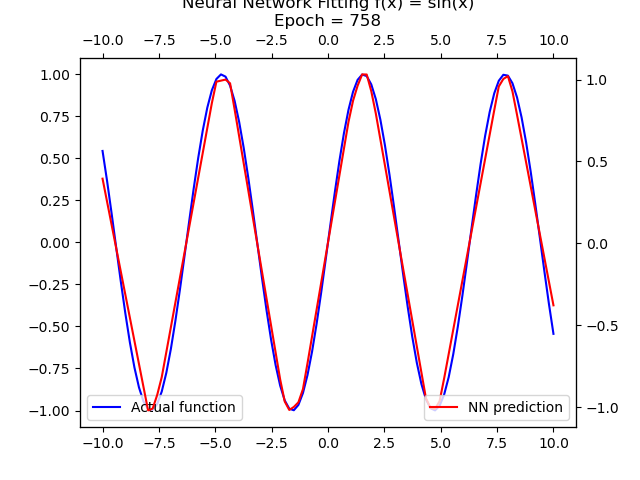 Neural Network Fitting f(x) = sin(x)
Epoch = 758
−10.0 −7.5 −5.0 −2.5 0.0 2.5 5.0 7.5 10.0
1.00
0.75
0.50
0.25
0.00
−0.25
−0.50
−0.75
−1.00
1.0
0.5
0.0
−0.5
−1.0
Actual function
NN prediction
−10.0 −7.5 −5.0 −2.5 0.0 2.5 5.0 7.5 10.0